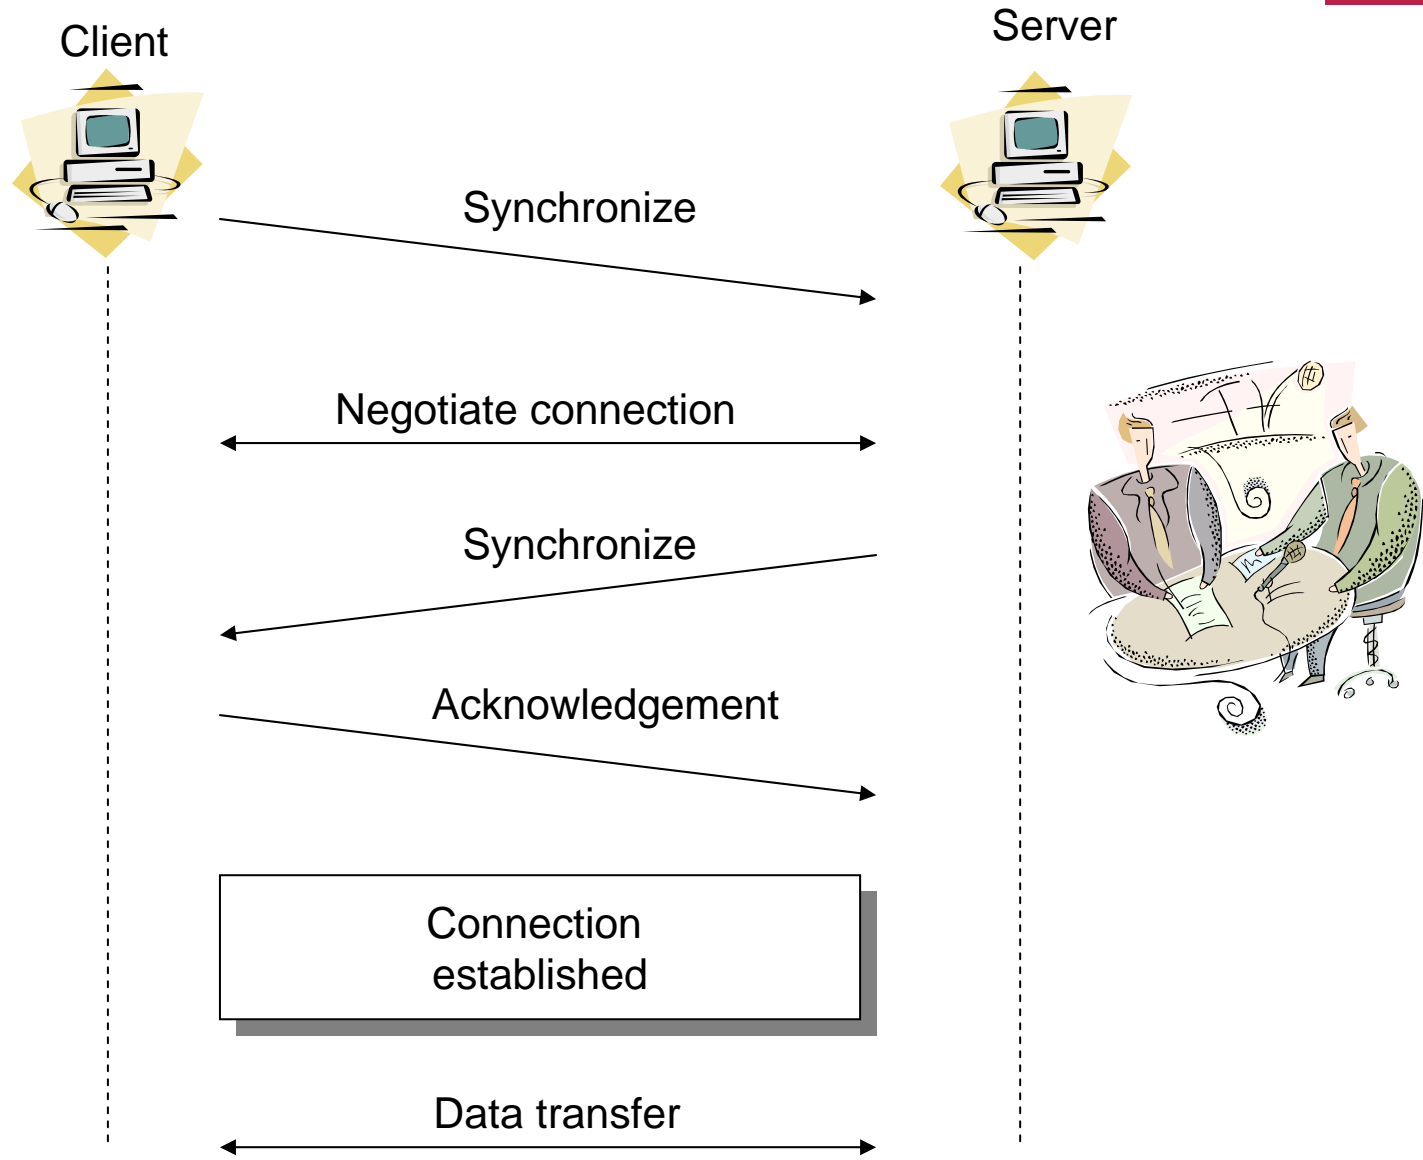 Client
Server
Synchronize
Negotiate connection
Synchronize
Acknowledgement
Connection
established
Data transfer